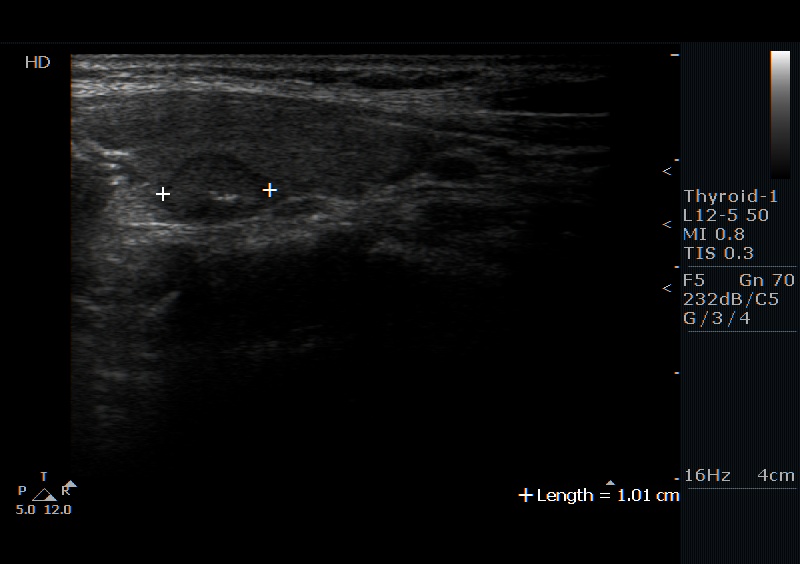 HD
Thyroid-1
L12-5 50
MI 0.8
TIS 0.3
F5 Gn 70
232dB/C5
G/3/4
16Hz 4cm
T
P R
5.0 12.0
+ Length = 1.01 cm